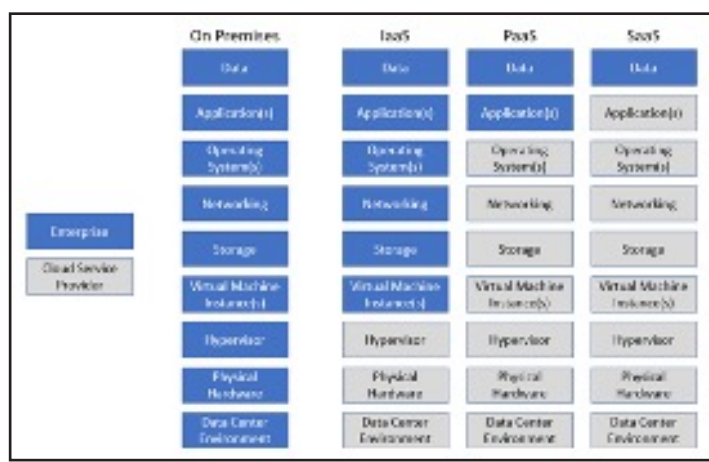 On Premises IaaS PaaS SaaS
Data Data Data Data
Application(s) Application(s) Application(s) Application(s)
Operating Operating Operating Operating
System(s) System(s) System(s) System(s)
Networking Networking Networking Networking
Enterprise
Storage Storage Storage Storage
Cloud Service
Provider
Virtual Machine Virtual Machine Virtual Machine Virtual Machine
Instance(s) Instance(s) Instance(s) Instance(s)
Hypervisor Hypervisor Hypervisor Hypervisor
Physical Physical Physical Physical
Hardware Hardware Hardware Hardware
Data Center Data Center Data Center Data Center
Environment Environment Environment Environment